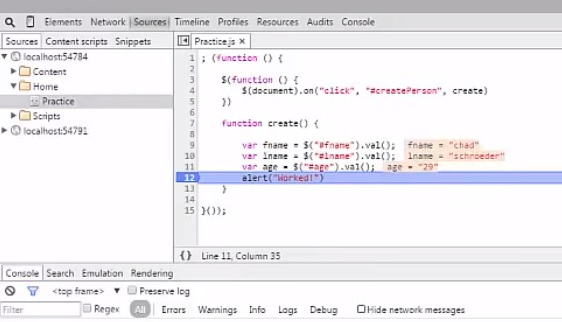 Elements Network Sources Timeline Profiles Resources Audits Console
Sources Content scripts Snippets
Practice.js ×
localhost:54784
Content
Home
Practice
Scripts
localhost:54791
1 ; (function () {
2
3 $(function () {
4 $(document).on("click", "#createPerson", create)
5 })
6
7 function create() {
8
9 var fname = $("#fname").val(); fname = "chad"
10 var lname = $("#lname").val(); lname = "schroeder"
11 var age = $("#age").val(); age = "29"
12 alert("Worked!")
13 }
14
15 }());
{} Line 11, Column 35
Console Search Emulation Rendering
<top frame> Preserve log
Filter Regex All Errors Warnings Info Logs Debug Hide network messages